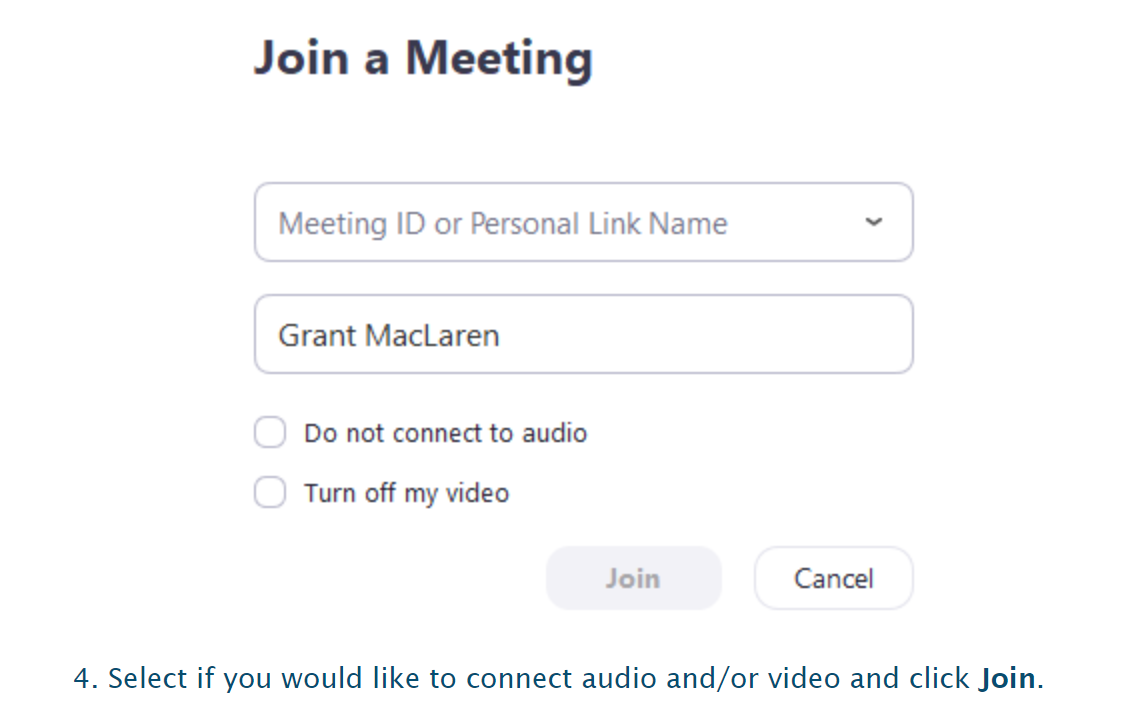 Join a Meeting
Meeting ID or Personal Link Name
Grant MacLaren
Do not connect to audio
Turn off my video
Join Cancel
4. Select if you would like to connect audio and/or video and click Join.